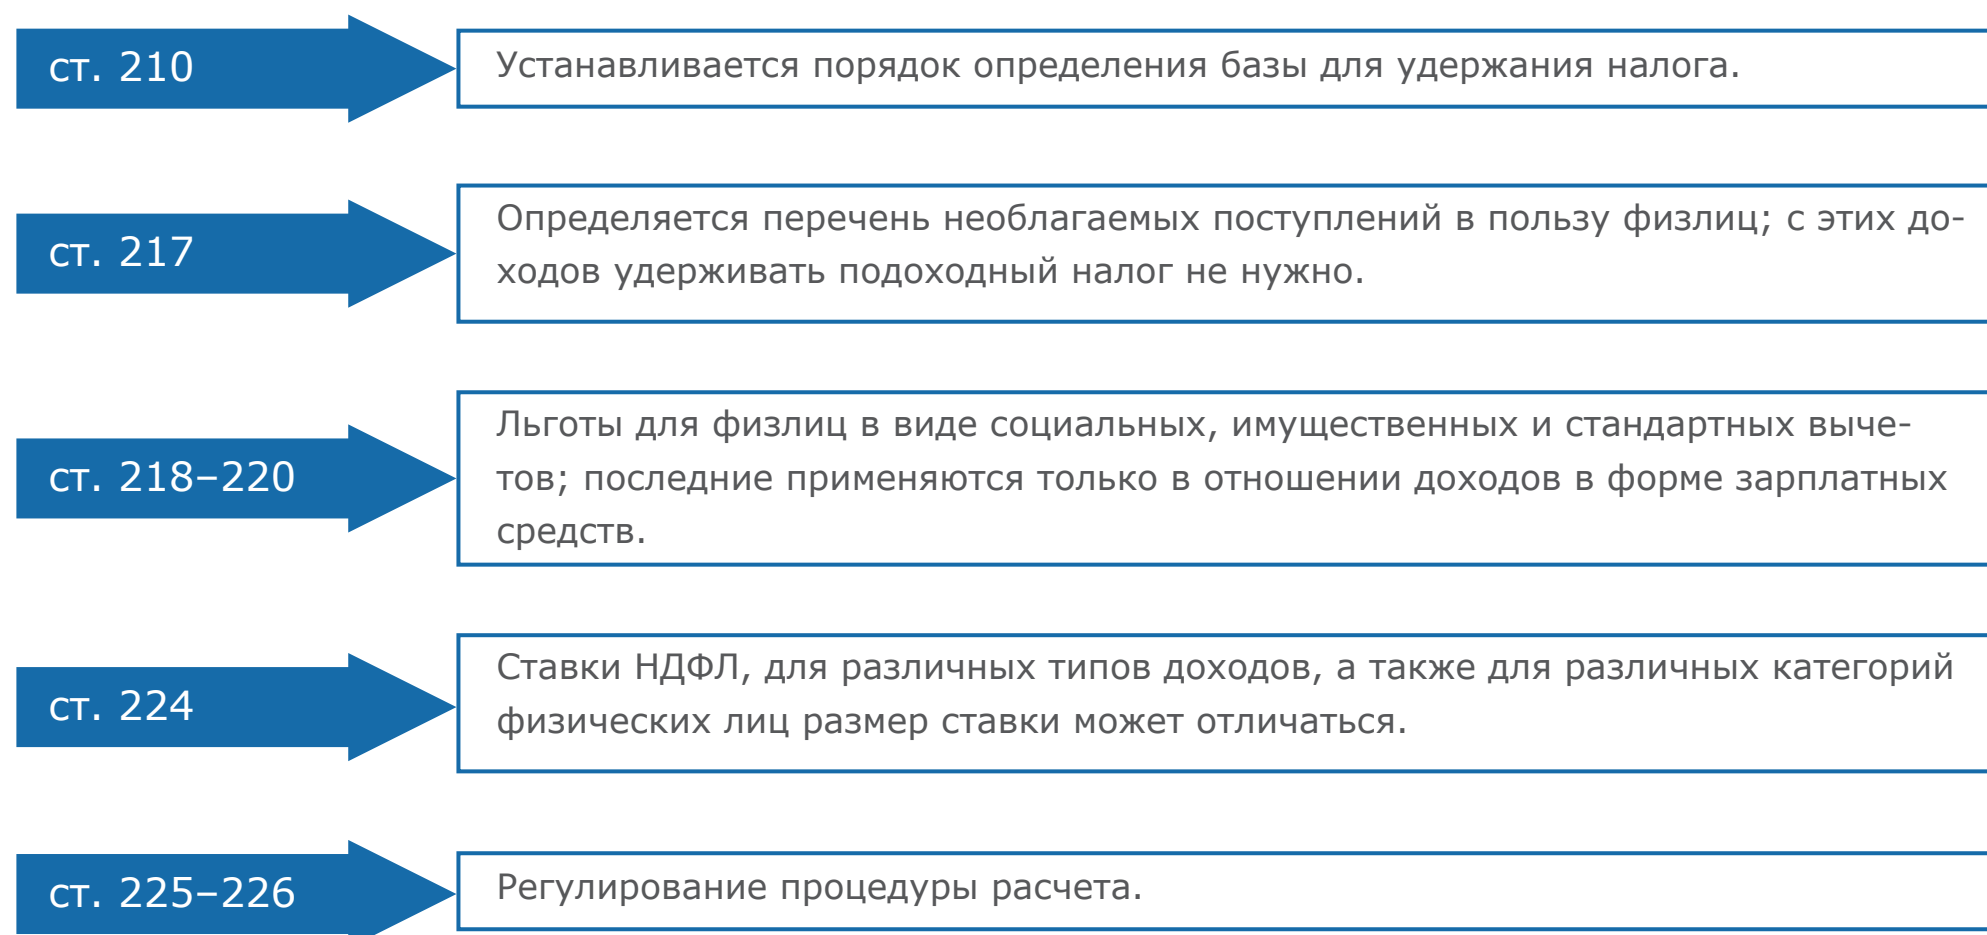 ст. 210
Устанавливается порядок определения базы для удержания налога.
ст. 217
Определяется перечень необлагаемых поступлений в пользу физлиц; с этих до-
ходов удерживать подоходный налог не нужно.
ст. 218–220
Льготы для физлиц в виде социальных, имущественных и стандартных выче-
тов; последние применяются только в отношении доходов в форме зарплатных
средств.
ст. 224
Ставки НДФЛ, для различных типов доходов, а также для различных категорий
физических лиц размер ставки может отличаться.
ст. 225–226
Регулирование процедуры расчета.